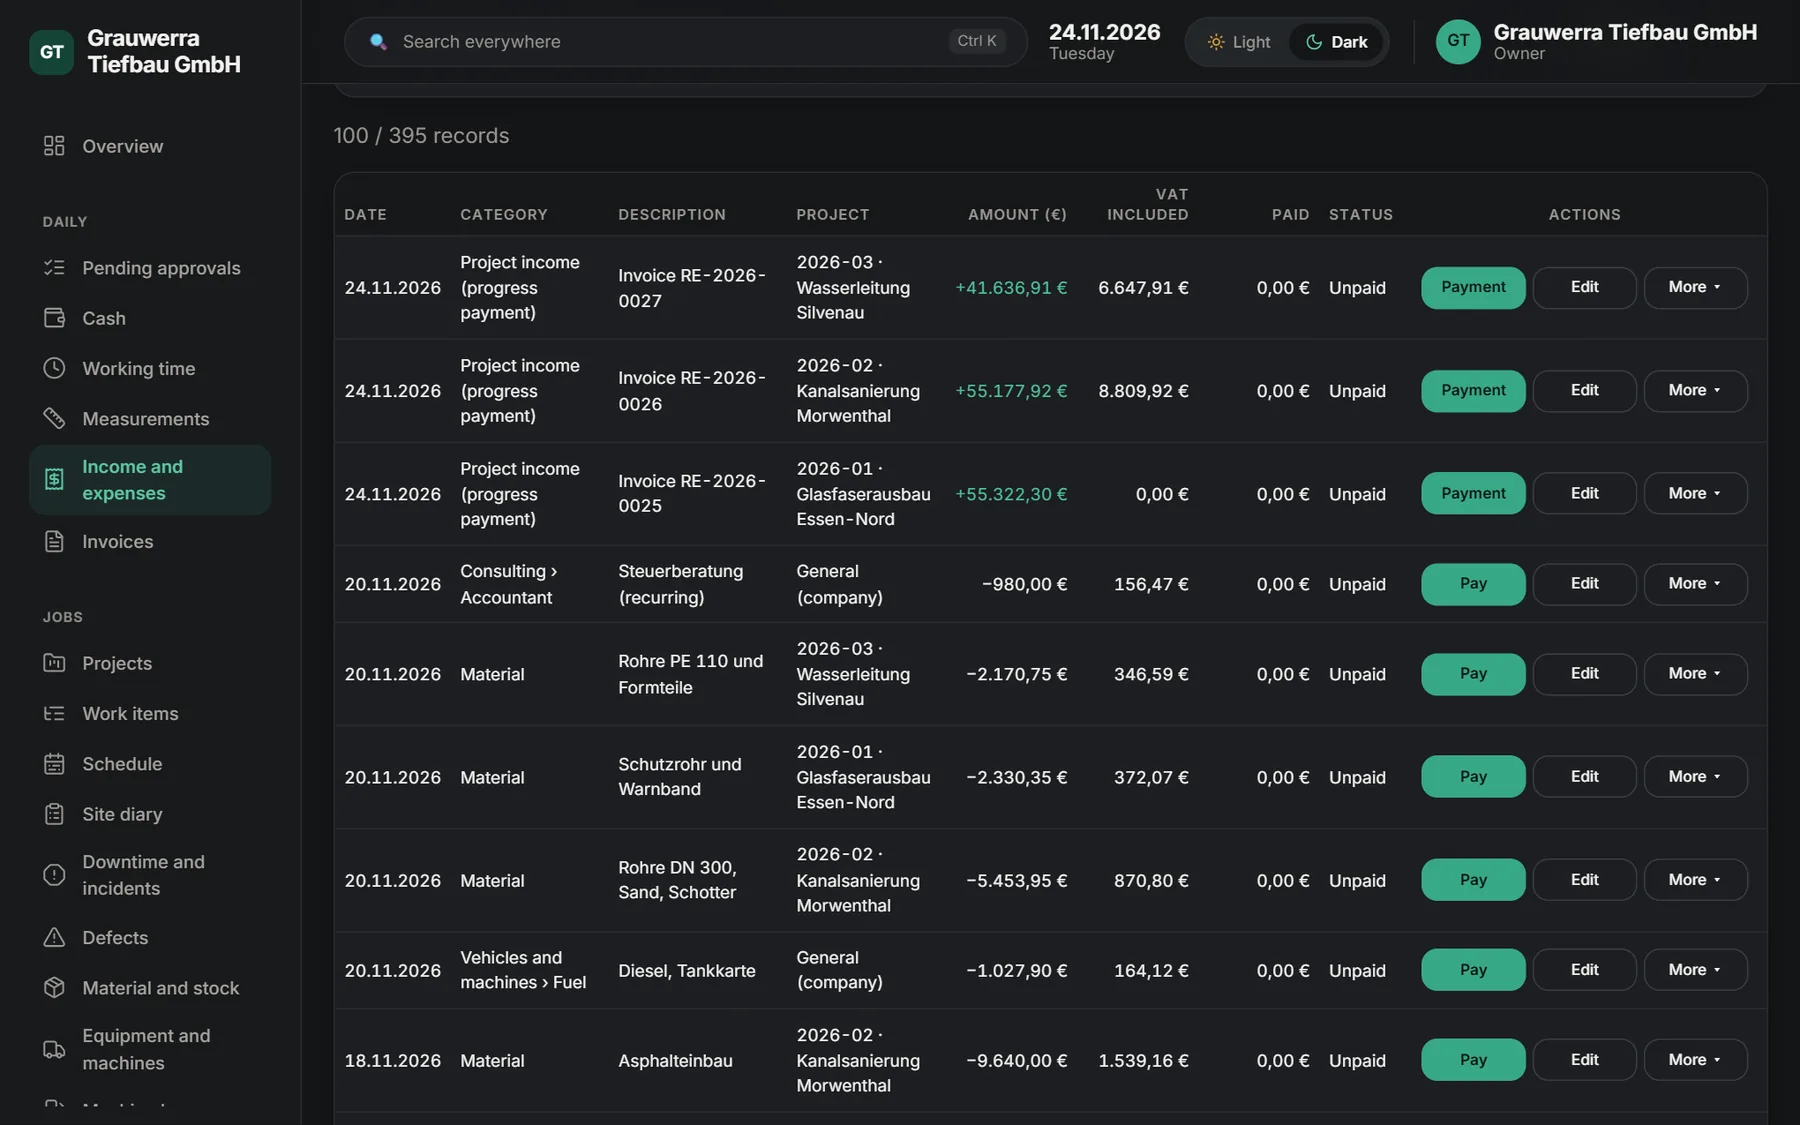 GT
Grauwerra
Tiefbau GmbH
Search everywhere
Ctrl K
24.11.2026
Tuesday
Light
Dark
GT
Grauwerra Tiefbau GmbH
Owner
Overview
DAILY
Pending approvals
Cash
Working time
Measurements
Income and
expenses
Invoices
JOBS
Projects
Work items
Schedule
Site diary
Downtime and
incidents
Defects
Material and stock
Equipment and
machines
100 / 395 records
DATE CATEGORY DESCRIPTION PROJECT AMOUNT (€) VAT INCLUDED PAID STATUS ACTIONS
24.11.2026 Project income (progress payment) Invoice RE-2026-0027 2026-03 · Wasserleitung Silvenau +41.636,91 € 6.647,91 € 0,00 € Unpaid Payment Edit More
24.11.2026 Project income (progress payment) Invoice RE-2026-0026 2026-02 · Kanalsanierung Morwenthal +55.177,92 € 8.809,92 € 0,00 € Unpaid Payment Edit More
24.11.2026 Project income (progress payment) Invoice RE-2026-0025 2026-01 · Glasfaserausbau Essen-Nord +55.322,30 € 0,00 € 0,00 € Unpaid Payment Edit More
20.11.2026 Consulting › Accountant Steuerberatung (recurring) General (company) −980,00 € 156,47 € 0,00 € Unpaid Pay Edit More
20.11.2026 Material Rohre PE 110 und Formteile 2026-03 · Wasserleitung Silvenau −2.170,75 € 346,59 € 0,00 € Unpaid Pay Edit More
20.11.2026 Material Schutzrohr und Warnband 2026-01 · Glasfaserausbau Essen-Nord −2.330,35 € 372,07 € 0,00 € Unpaid Pay Edit More
20.11.2026 Material Rohre DN 300, Sand, Schotter 2026-02 · Kanalsanierung Morwenthal −5.453,95 € 870,80 € 0,00 € Unpaid Pay Edit More
20.11.2026 Vehicles and machines › Fuel Diesel, Tankkarte General (company) −1.027,90 € 164,12 € 0,00 € Unpaid Pay Edit More
18.11.2026 Material Asphalteinbau 2026-02 · Kanalsanierung Morwenthal −9.640,00 € 1.539,16 € 0,00 € Unpaid Pay Edit More